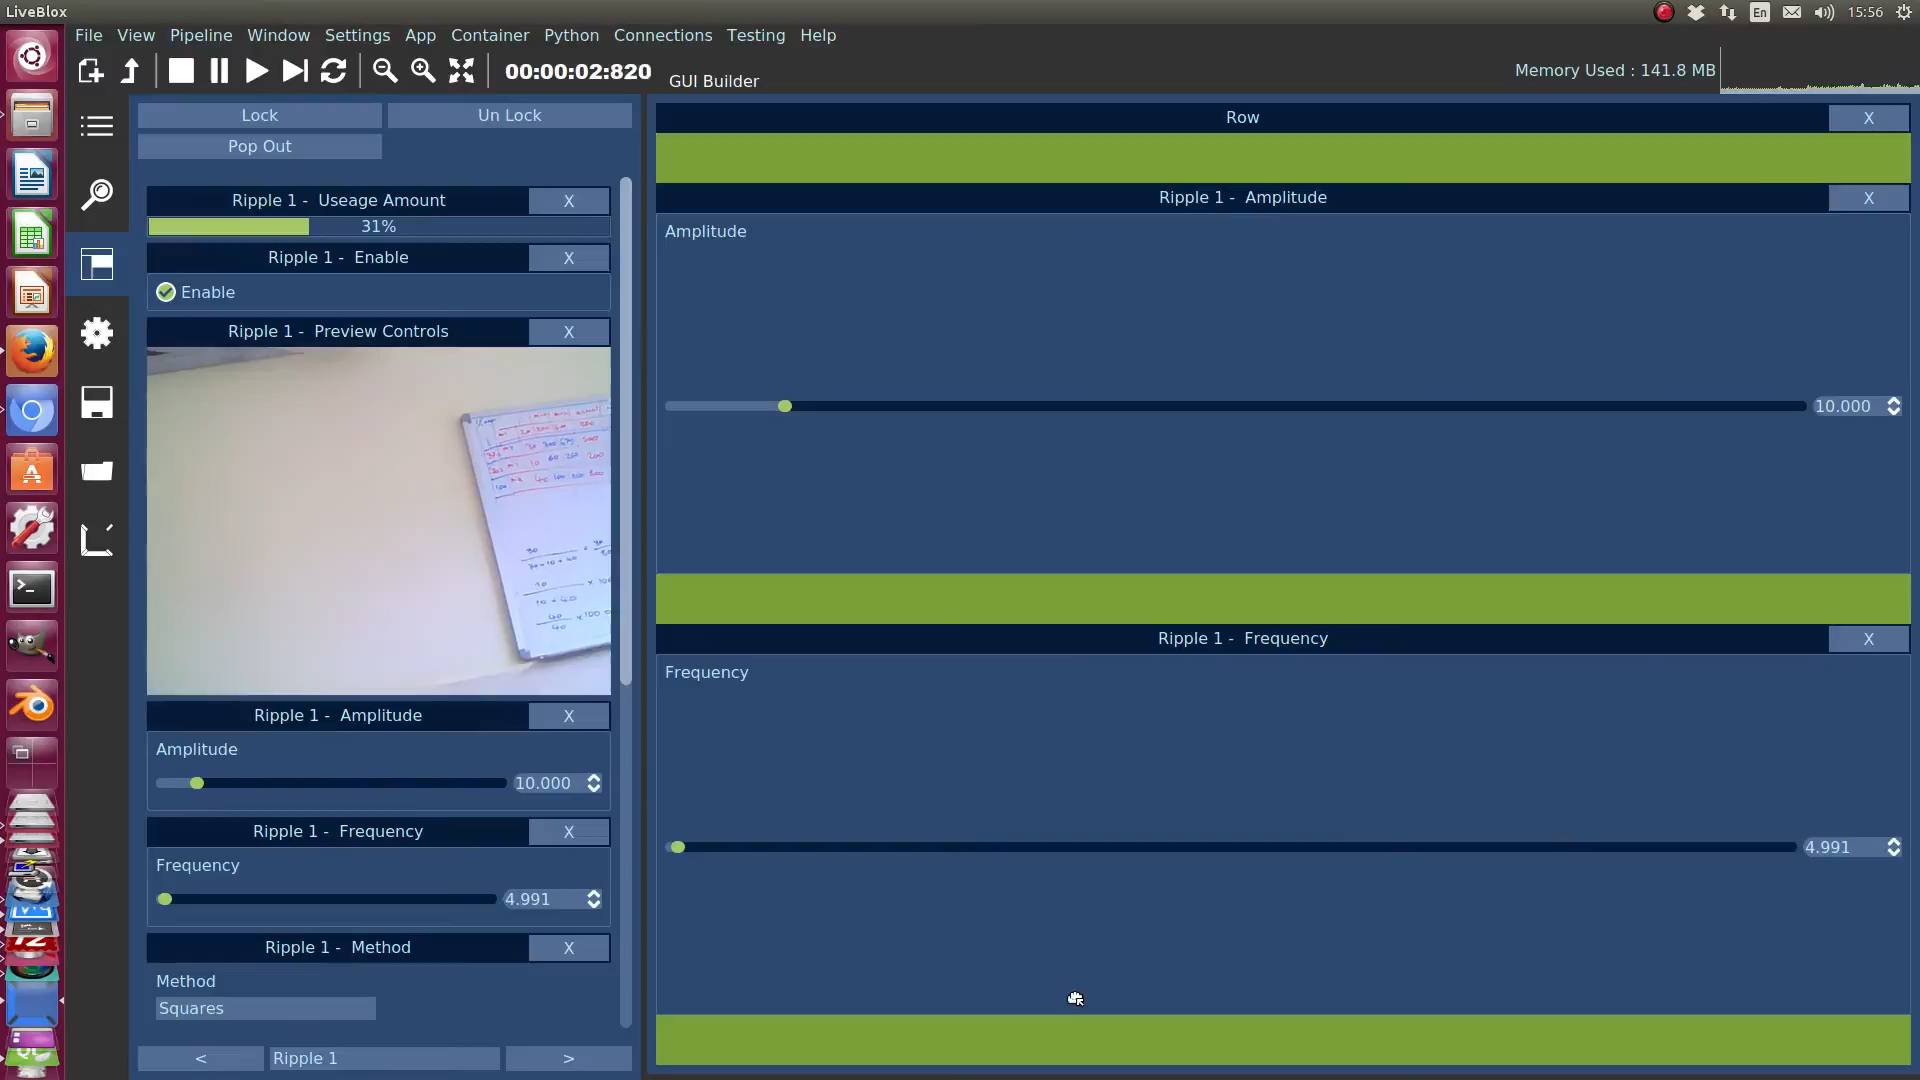 LiveBlox
En
15:56
File View Pipeline Window Settings App Container Python Connections Testing Help
00:00:02:820
GUI Builder
Memory Used : 141.8 MB
Lock
Un Lock
Pop Out
Ripple 1 - Useage Amount
X
31%
Ripple 1 - Enable
X
Enable
Ripple 1 - Preview Controls
X
Ripple 1 - Amplitude
X
Amplitude
10.000
Ripple 1 - Frequency
X
Frequency
4.991
Ripple 1 - Method
X
Method
Squares
<
Ripple 1
>
Row
X
Ripple 1 - Amplitude
X
Amplitude
10.000
Ripple 1 - Frequency
X
Frequency
4.991